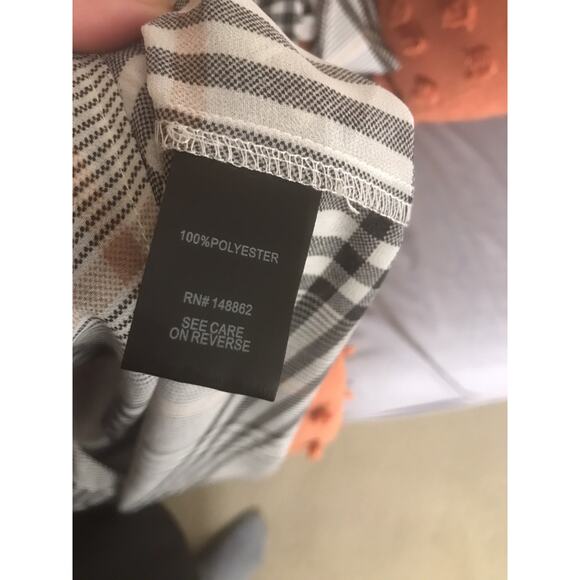 100%POLYESTER
RN# 148862
SEE CARE
ON REVERSE